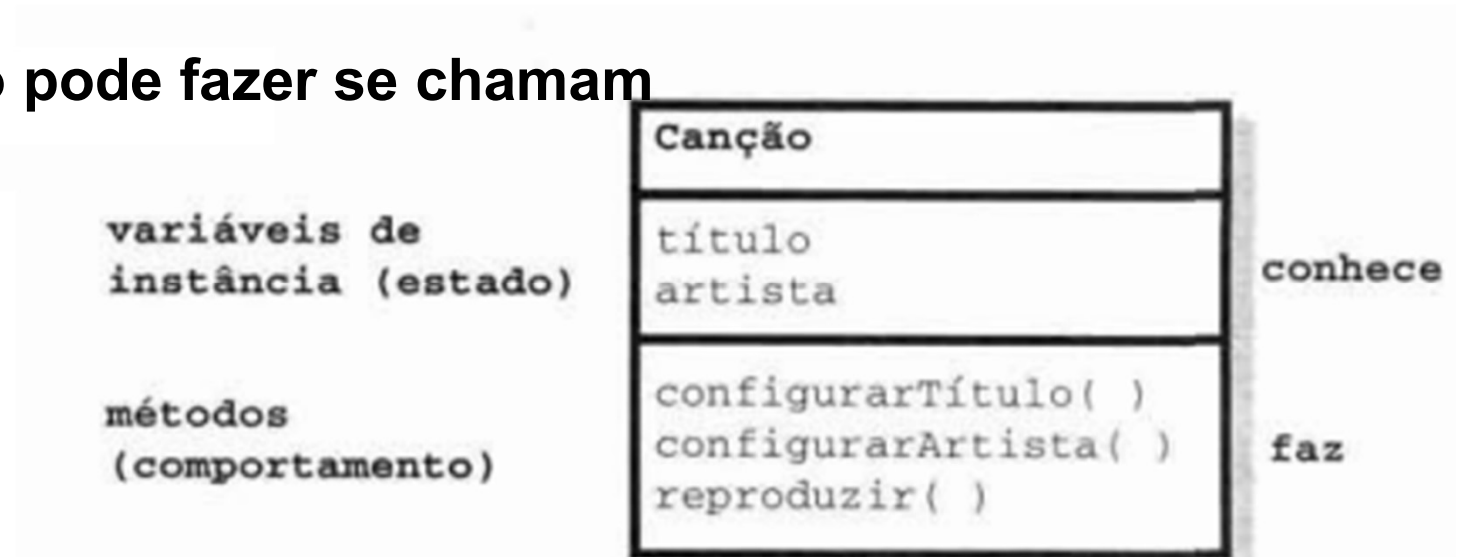 pode fazer se chamam
Canção
variáveis de
instância (estado)
título
artista
conhece
métodos
(comportamento)
configurarTítulo( )
configurarArtista( )
reproduzir( )
faz